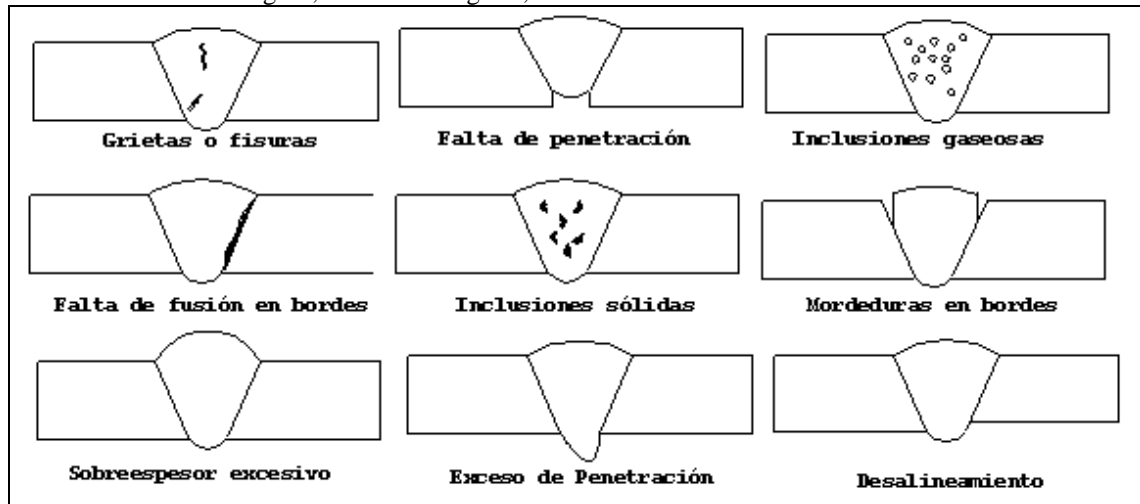 Grietas o fisuras
Falta de penetración
Inclusiones gaseosas
Falta de fusión en bordes
Inclusiones sólidas
Mordeduras en bordes
Sobreespesor excesivo
Exceso de Penetración
Desalineamiento